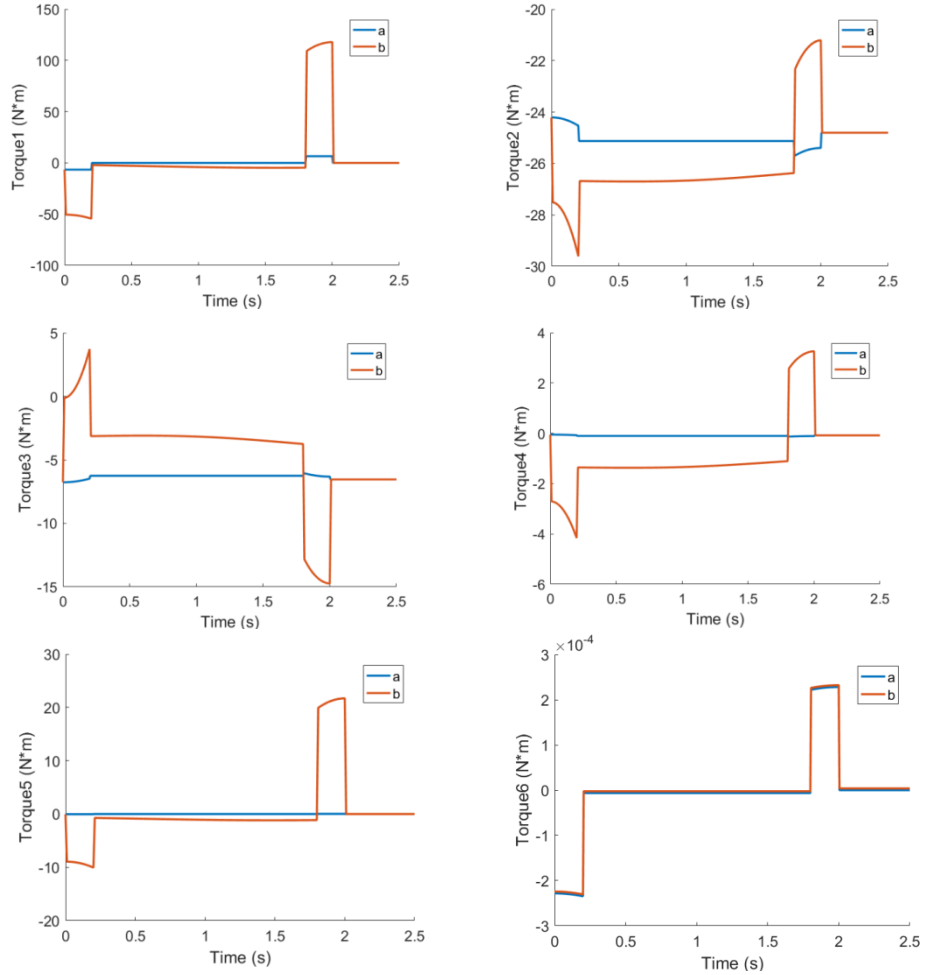 150
100
50
0
-50
-100
Torque1 (N*m)
0 0.5 1 1.5 2 2.5
Time (s)
a
b
-20
-22
-24
-26
-28
-30
Torque2 (N*m)
0 0.5 1 1.5 2 2.5
Time (s)
a
b
5
0
-5
-10
-15
Torque3 (N*m)
0 0.5 1 1.5 2 2.5
Time (s)
a
b
4
2
0
-2
-4
-6
Torque4 (N*m)
0 0.5 1 1.5 2 2.5
Time (s)
a
b
30
20
10
0
-10
-20
Torque5 (N*m)
0 0.5 1 1.5 2 2.5
Time (s)
a
b
×10-4
3
2
1
0
-1
-2
-3
Torque6 (N*m)
0 0.5 1 1.5 2 2.5
Time (s)
a
b